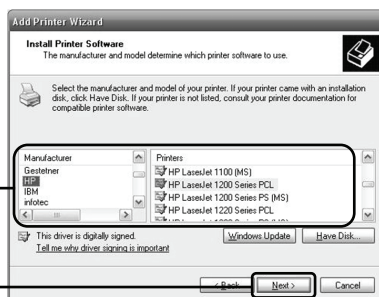 Add Printer Wizard
Install Printer Software
The manufacturer and model determine which printer software to use.
Select the manufacturer and model of your printer. If your printer came with an installation
disk, click Have Disk. If your printer is not listed, consult your printer documentation for
compatible printer software.
Manufacturer
Gestetner
HP
IBM
infotec
Printers
HP LaserJet 1100 (MS)
HP LaserJet 1200 Series PCL
HP LaserJet 1200 Series PS (MS)
HP LaserJet 1220 Series PCL
This driver is digitally signed.
Tell me why driver signing is important
Windows Update
Have Disk...
< Back
Next >
Cancel